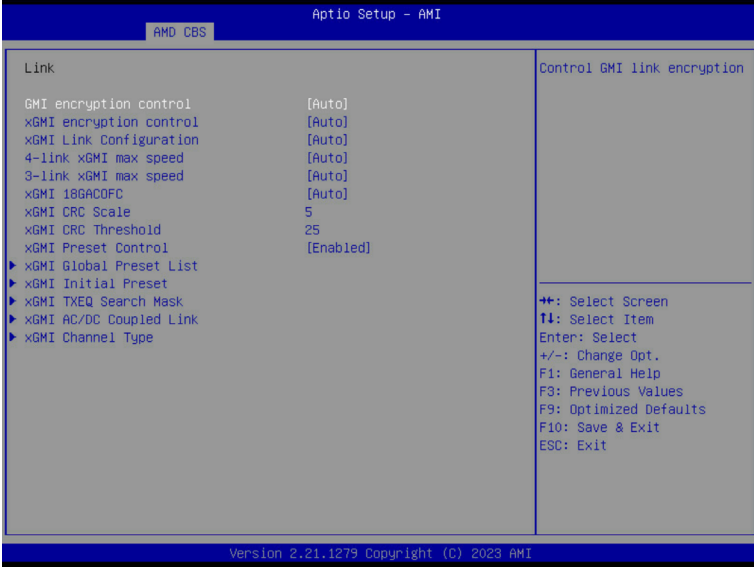 Aptio Setup – AMI
AMD CBS
Link
GMI encryption control [Auto]
xGMI encryption control [Auto]
xGMI Link Configuration [Auto]
4-link xGMI max speed [Auto]
3-link xGMI max speed [Auto]
xGMI 18GACOFC [Auto]
xGMI CRC Scale 5
xGMI CRC Threshold 25
xGMI Preset Control [Enabled]
xGMI Global Preset List
xGMI Initial Preset
xGMI TXEQ Search Mask
xGMI AC/DC Coupled Link
xGMI Channel Type
Control GMI link encryption
→←: Select Screen
↑↓: Select Item
Enter: Select
+/-: Change Opt.
F1: General Help
F3: Previous Values
F9: Optimized Defaults
F10: Save & Exit
ESC: Exit
Version 2.21.1279 Copyright (C) 2023 AMI